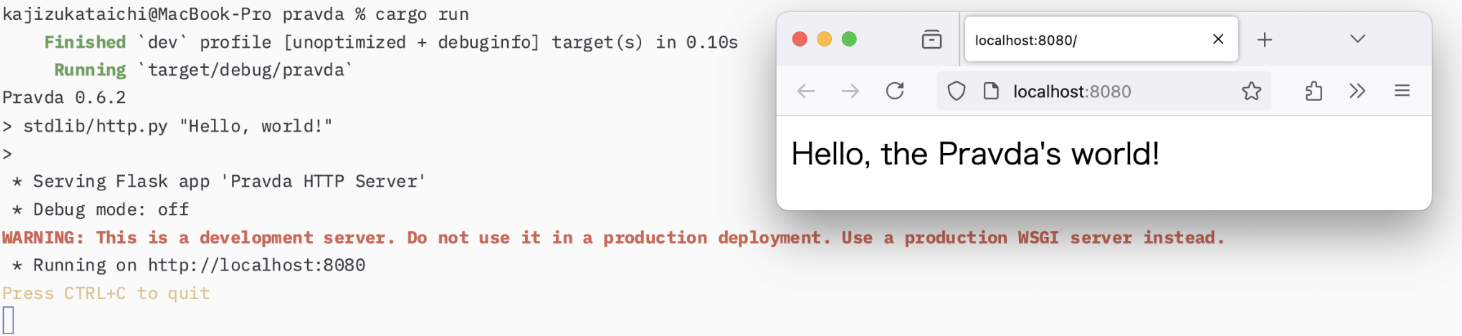 kajizukataichi@MacBook-Pro pravda % cargo run
Finished `dev` profile [unoptimized + debuginfo] target(s) in 0.10s
Running `target/debug/pravda`
Pravda 0.6.2
> stdlib/http.py "Hello, world!"
>
* Serving Flask app 'Pravda HTTP Server'
* Debug mode: off
WARNING: This is a development server. Do not use it in a production deployment. Use a production WSGI server instead.
* Running on http://localhost:8080
Press CTRL+C to quit
localhost:8080/
localhost:8080
Hello, the Pravda's world!